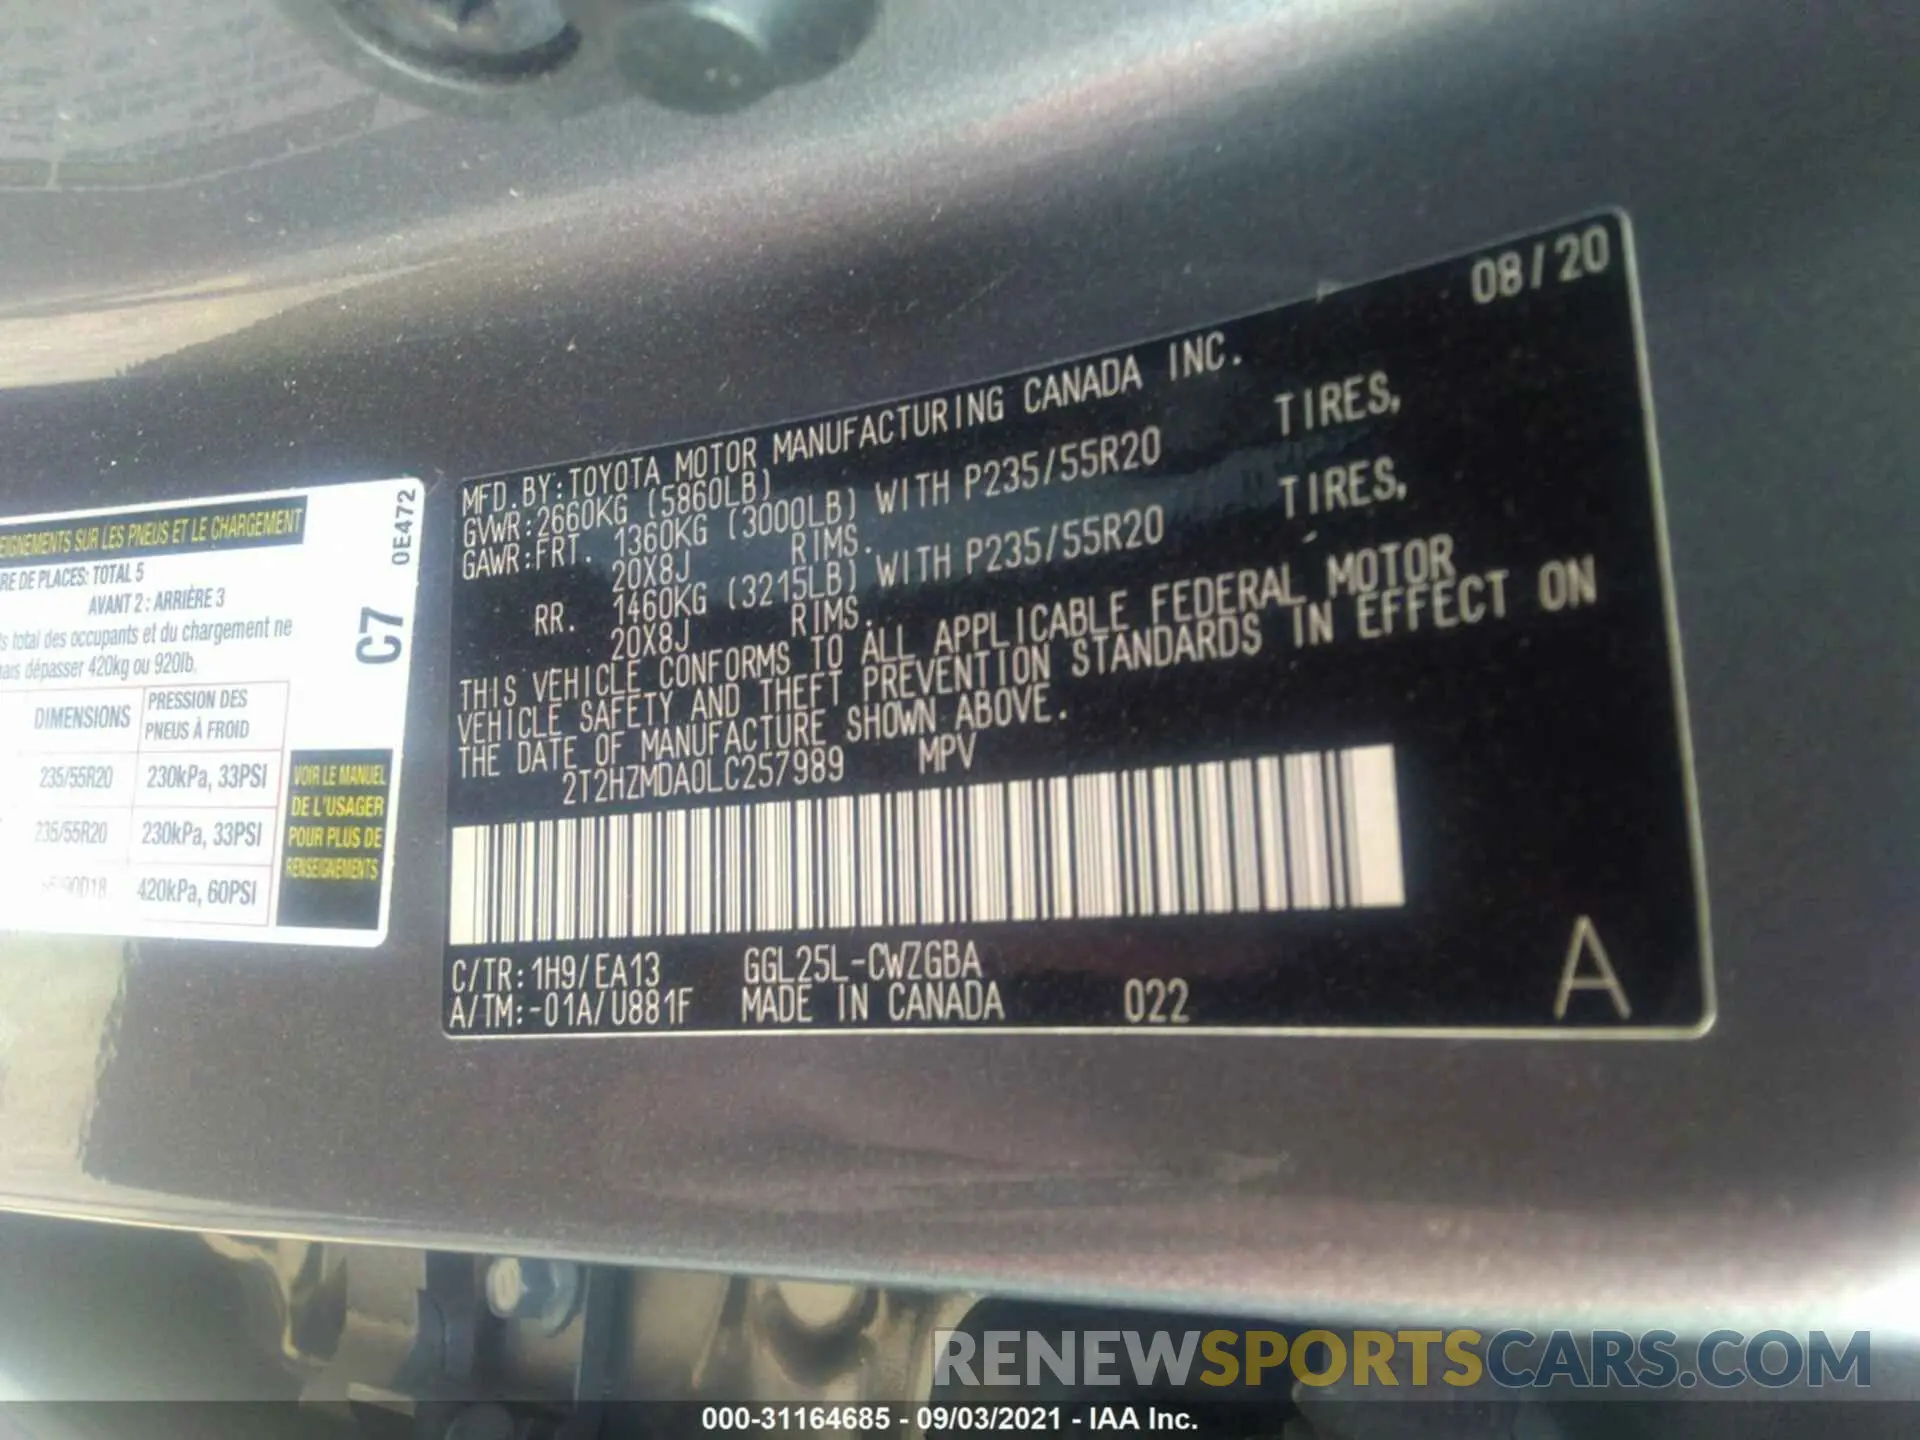 EIGNEMENTS SUR LES PNEUS ET LE CHARGEMENT
RE DE PLACES: TOTAL 5
AVANT 2 : ARRIÈRE 3
s total des occupants et du chargement ne
ais dépasser 420kg ou 920lb.
DIMENSIONS
PRESSION DES
PNEUS À FROID
235/55R20
230kPa, 33PSI
235/55R20
230kPa, 33PSI
420kPa, 60PSI
VOIR LE MANUEL
DE L'USAGER
POUR PLUS DE
RENSEIGNEMENTS
C7
0E472
08/20
MFD.BY:TOYOTA MOTOR MANUFACTURING CANADA INC.
GVWR:2660KG (5860LB)
GAWR:FRT. 1360KG (3000LB) WITH P235/55R20 TIRES,
20X8J RIMS.
RR. 1460KG (3215LB) WITH P235/55R20 TIRES,
20X8J RIMS.
THIS VEHICLE CONFORMS TO ALL APPLICABLE FEDERAL MOTOR
VEHICLE SAFETY AND THEFT PREVENTION STANDARDS IN EFFECT ON
THE DATE OF MANUFACTURE SHOWN ABOVE.
2T2HZMDA0LC257989 MPV
C/TR:1H9/EA13 GGL25L-CWZGBA
A/TM:-01A/U881F MADE IN CANADA 022
A
RENEWSPORTSCARS.COM
000-31164685 - 09/03/2021 - IAA Inc.